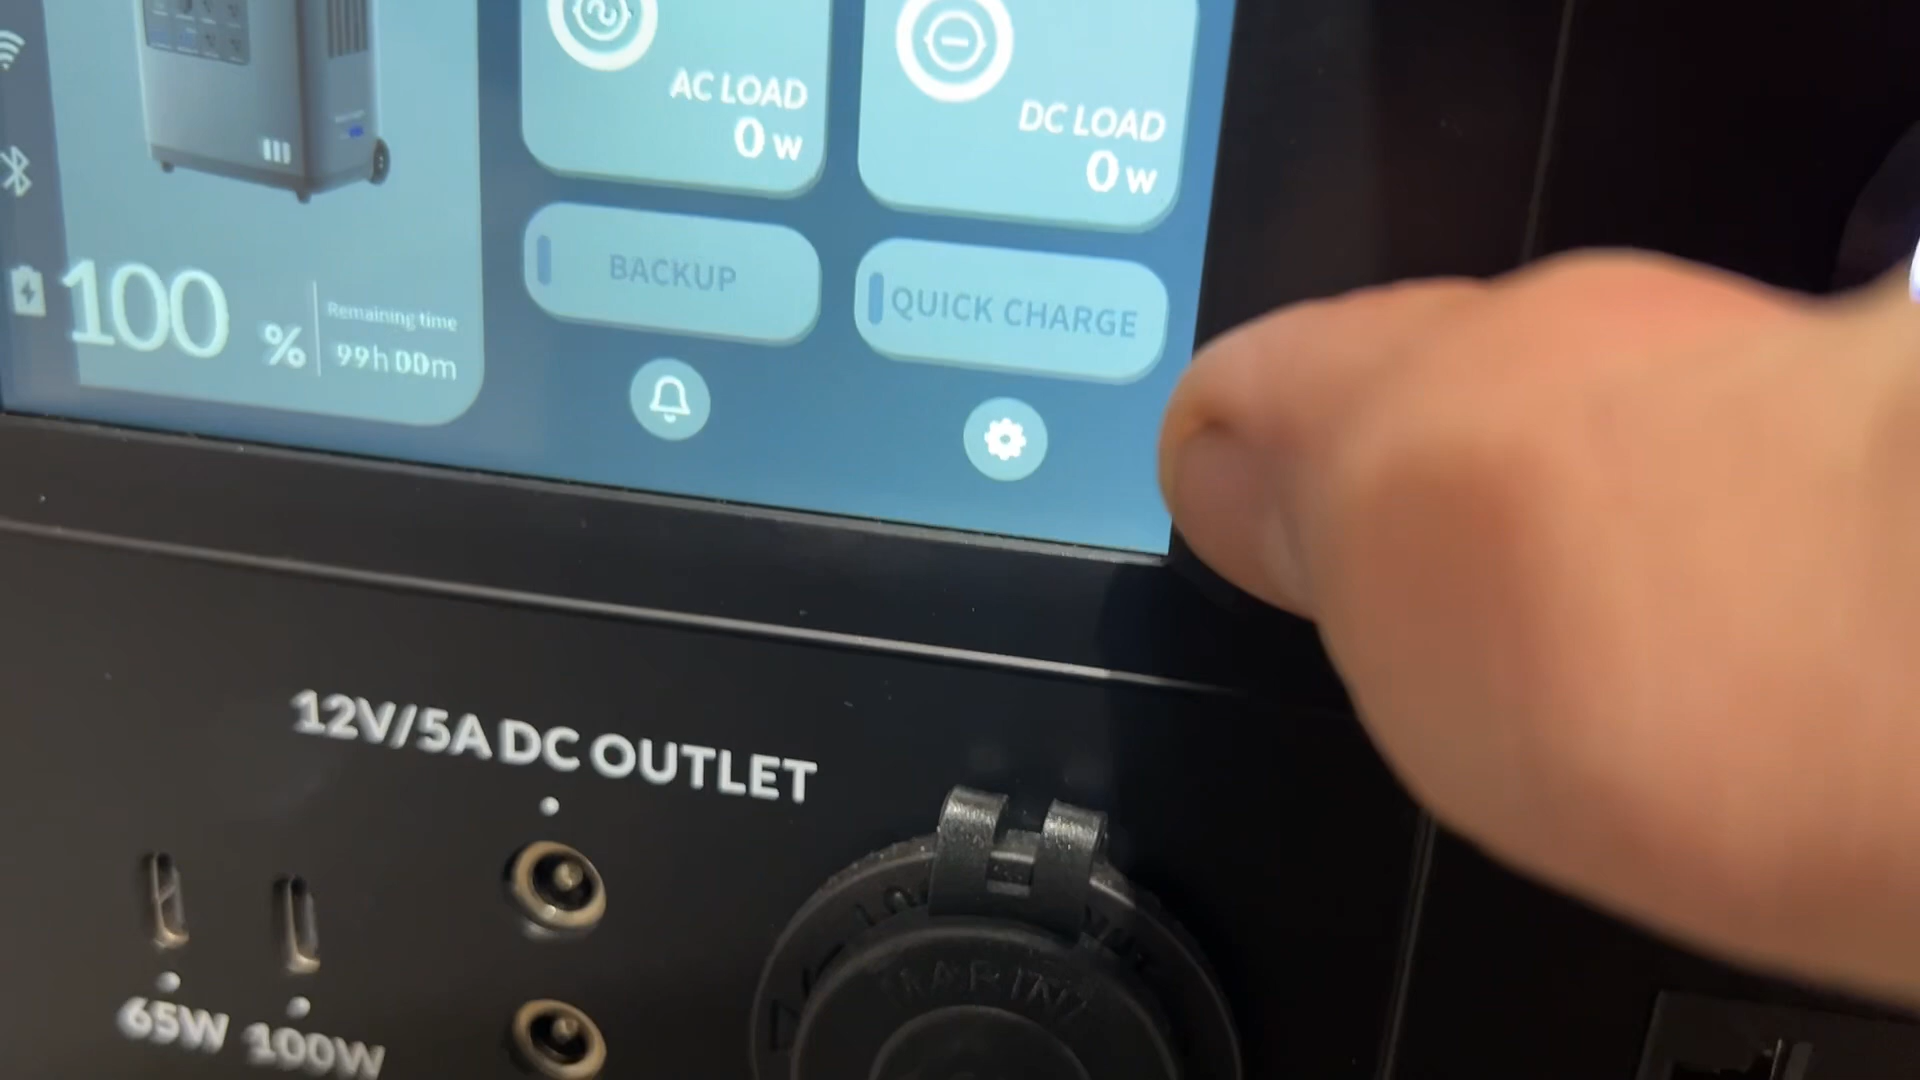 AC LOAD
0 w
DC LOAD
0 w
BACKUP
QUICK CHARGE
100 %
Remaining time
99h 00m
12V/5A DC OUTLET
65W 100W